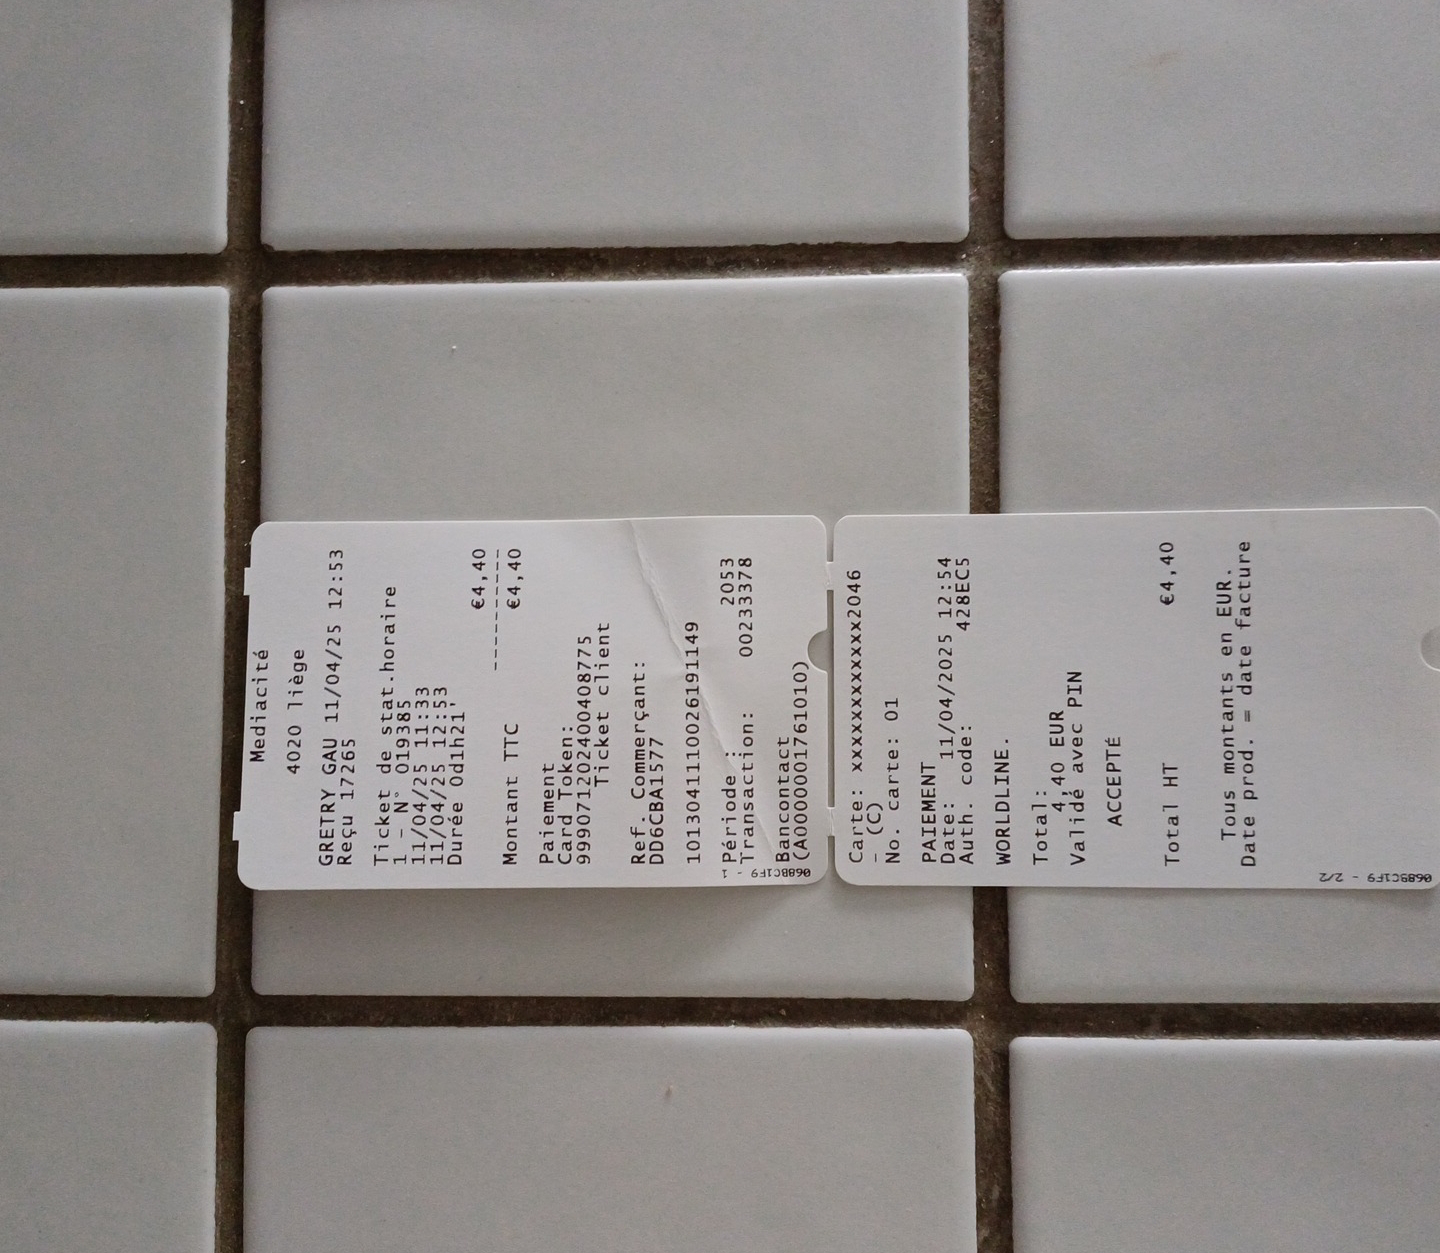 Mediacité
4020 liège
GRETRY GAU 11/04/25 12:53
Reçu 17265
Ticket de stat.horaire
1 - N° 019385
11/04/25 11:33
11/04/25 12:53
Durée 0d1h21'
€4,40
----------
Montant TTC €4,40
Paiement
Card Token:
999071202400408775
Ticket client
Ref. Commerçant:
DD6CBA1577
10130411100261911​49
Période : 2053
Transaction: 00233378
Bancontact
(A0000001761010)
068BC1F9 - 1
Carte: xxxxxxxxxxxxx2046
- (C)
No. carte: 01
PAIEMENT
Date: 11/04/2025 12:54
Auth. code: 428EC5
WORLDLINE.
Total:
4,40 EUR
Validé avec PIN
ACCEPTÉ
Total HT €4,40
Tous montants en EUR.
Date prod. = date facture
068BC1F9 - 2/2